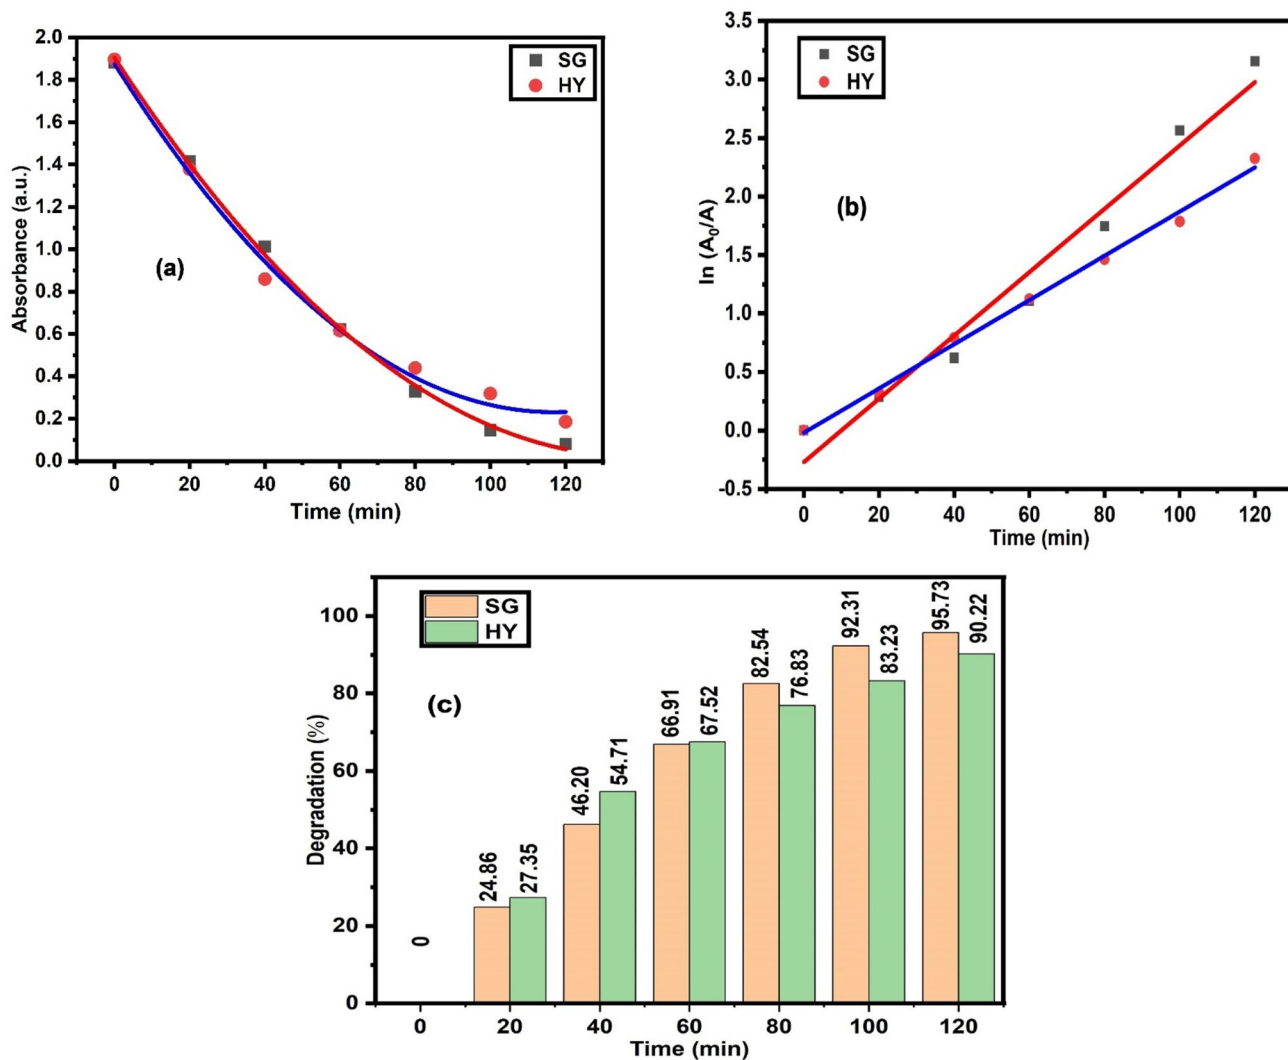 2.0
1.8
1.6
1.4
1.2
1.0
0.8
0.6
0.4
0.2
0.0
Absorbance (a.u.)
SG
HY
(a)
0 20 40 60 80 100 120
Time (min)
3.5
3.0
2.5
2.0
1.5
1.0
0.5
0.0
-0.5
ln (A₀/A)
SG
HY
(b)
0 20 40 60 80 100 120
Time (min)
100
80
60
40
20
0
Degradation (%)
SG
HY
(c)
0
24.86
27.35
46.20
54.71
66.91
67.52
82.54
76.83
92.31
83.23
95.73
90.22
0 20 40 60 80 100 120
Time (min)